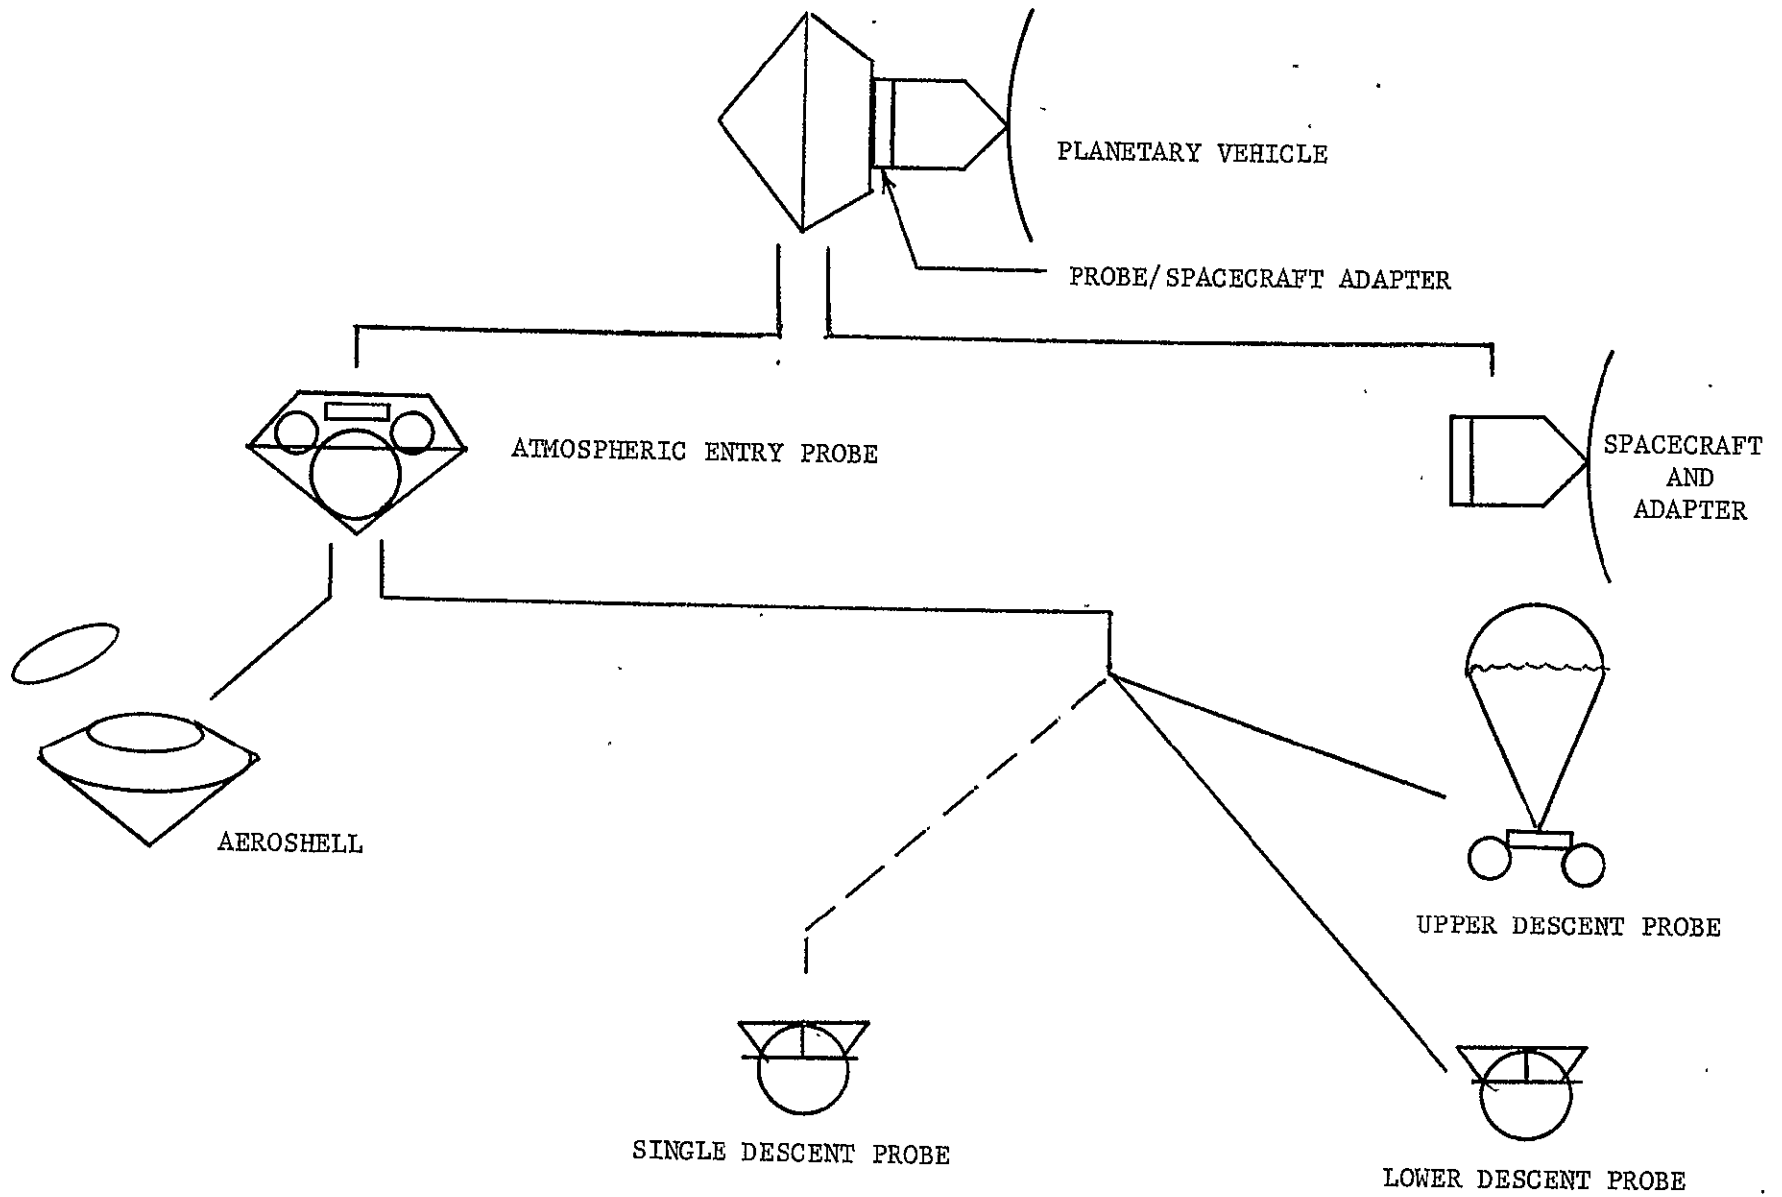 PLANETARY VEHICLE
PROBE/SPACECRAFT ADAPTER
ATMOSPHERIC ENTRY PROBE
SPACECRAFT
AND
ADAPTER
AEROSHELL
UPPER DESCENT PROBE
SINGLE DESCENT PROBE
LOWER DESCENT PROBE